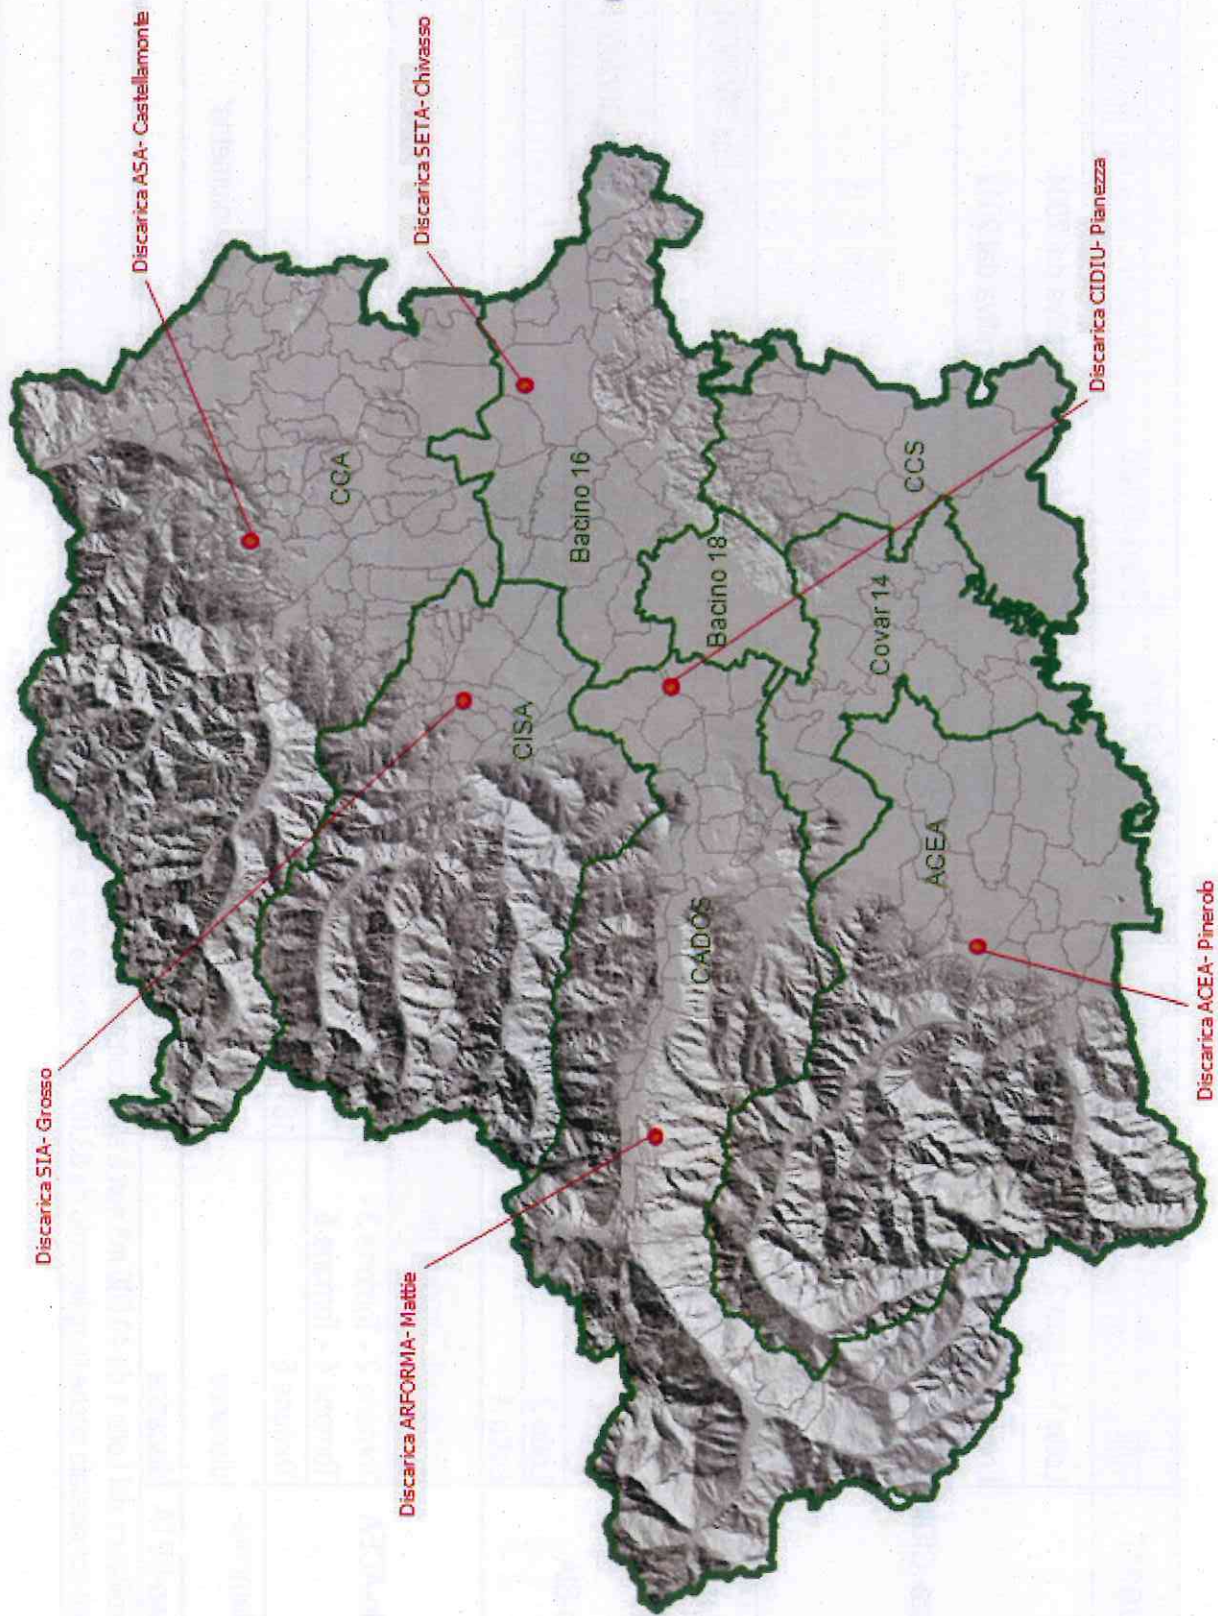 Discarica SIA- Grosso
Discarica ASA- Castellamonte
Discarica SETA- Chivasso
Discarica ARFORMA- Mattie
Discarica CIDIU- Pianezza
Discarica ACEA- Pinerolo
CCA
Bacino 16
CISA
Bacino 18
CADOS
CCS
Covar 14
ACEA